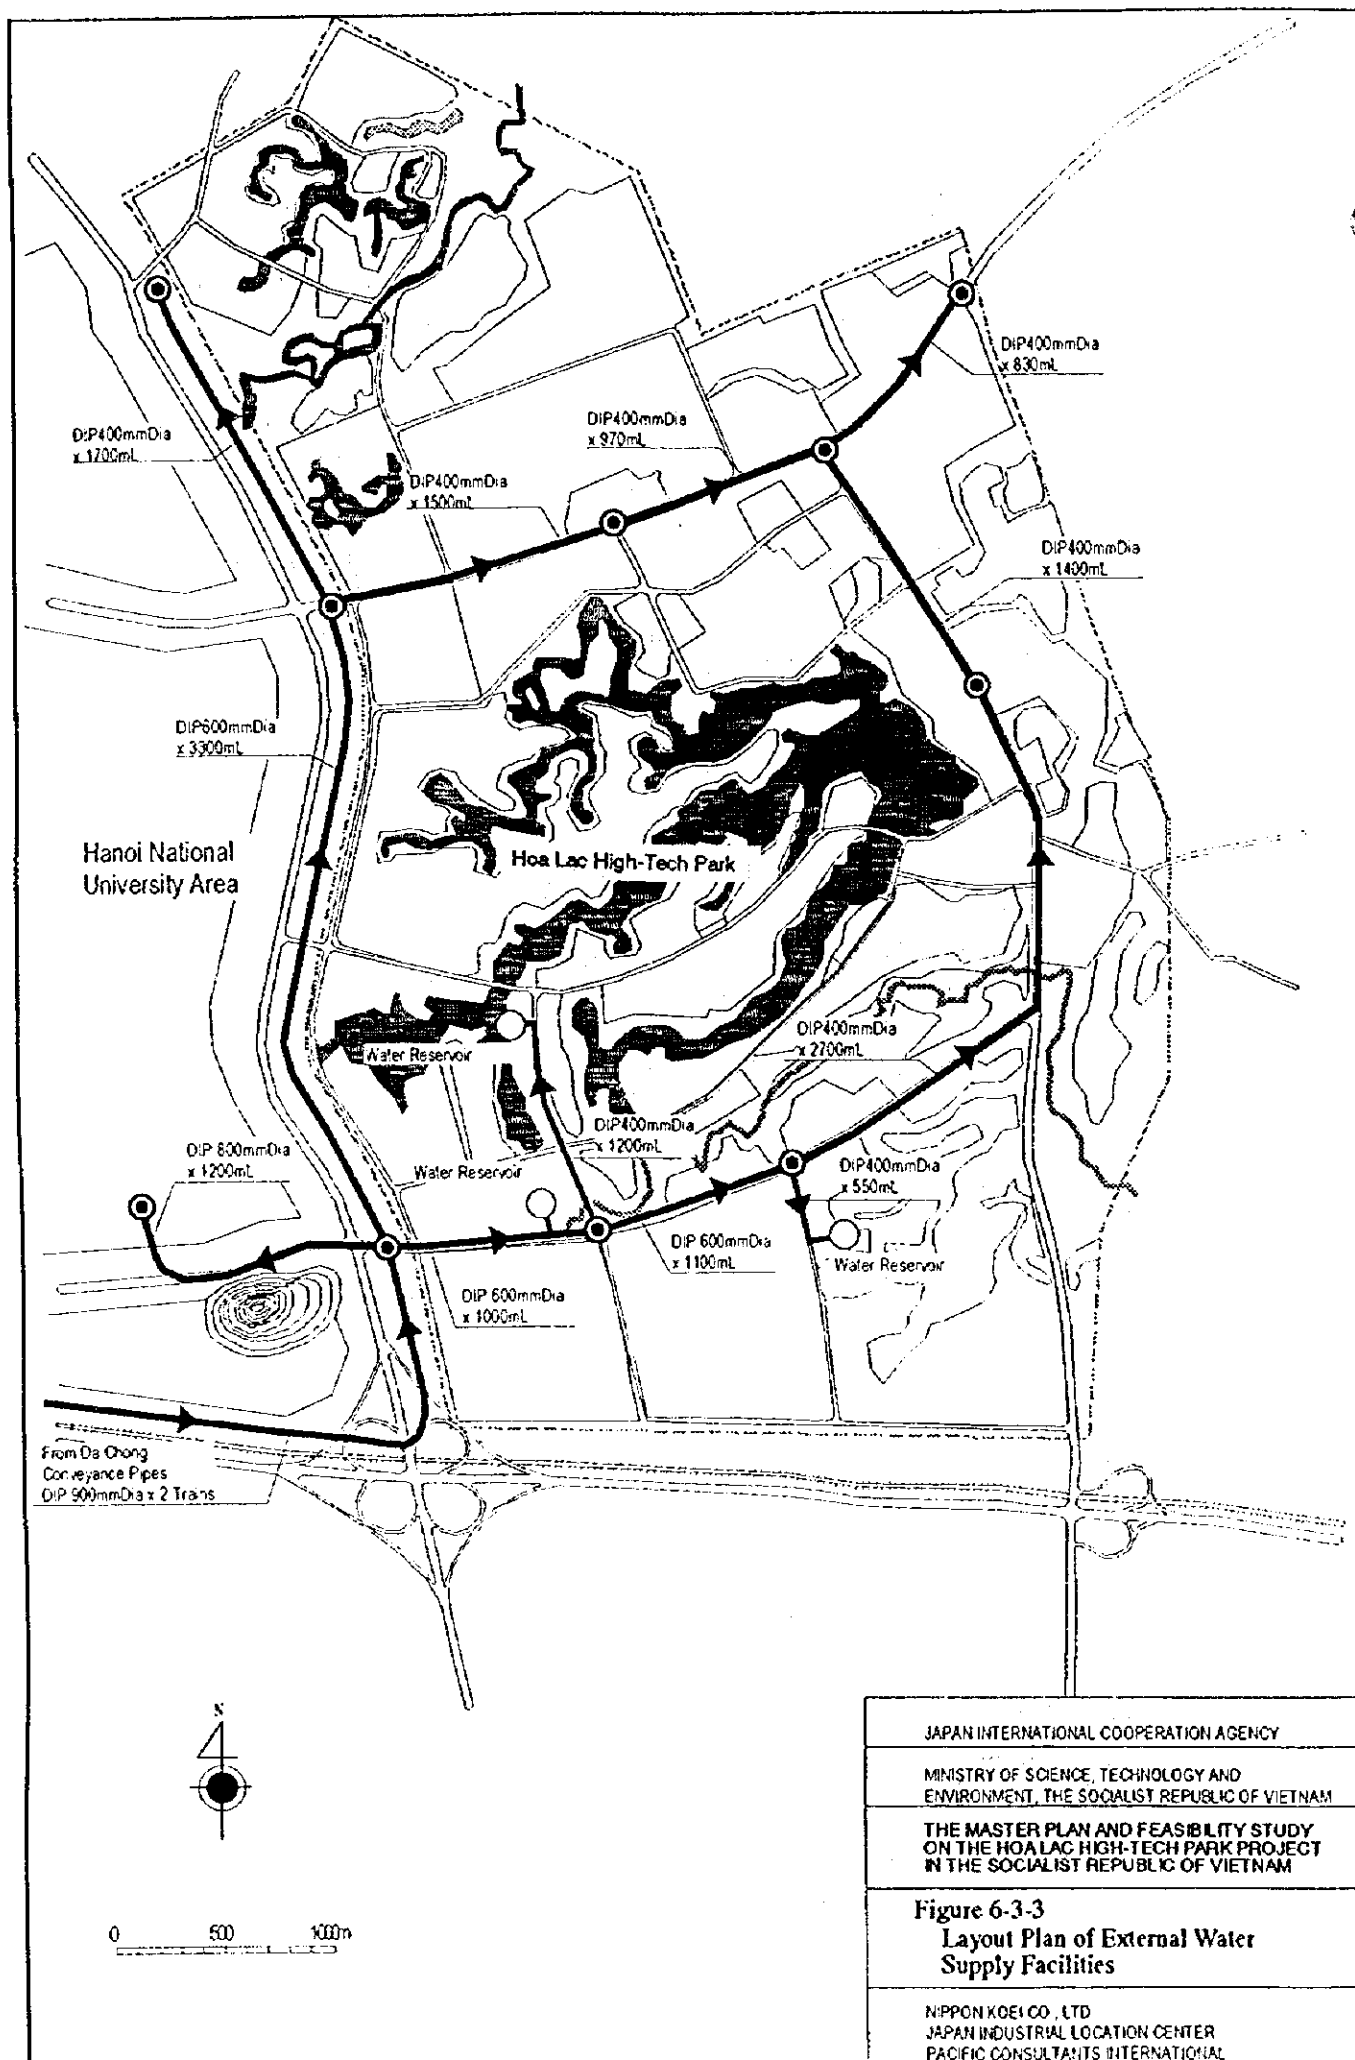 DIP400mmDia
x 830mL
DIP400mmDia
x 1700mL
DIP400mmDia
x 970mL
DIP400mmDia
x 1500mL
DIP400mmDia
x 1400mL
DIP600mmDia
x 3300mL
Hanoi National
University Area
Hoa Lac High-Tech Park
Water Reservoir
DIP400mmDia
x 2700mL
DIP 800mmDia
x 1200mL
DIP400mmDia
x 1200mL
Water Reservoir
DIP400mmDia
x 550mL
DIP 600mmDia
x 1100mL
Water Reservoir
DIP 600mmDia
x 1000mL
From Da Chong
Conveyance Pipes
DIP 900mmDia x 2 Trains
N
0 500 1000m
JAPAN INTERNATIONAL COOPERATION AGENCY
MINISTRY OF SCIENCE, TECHNOLOGY AND
ENVIRONMENT, THE SOCIALIST REPUBLIC OF VIETNAM
THE MASTER PLAN AND FEASIBILITY STUDY
ON THE HOA LAC HIGH-TECH PARK PROJECT
IN THE SOCIALIST REPUBLIC OF VIETNAM
Figure 6-3-3
Layout Plan of External Water
Supply Facilities
NIPPON KOEI CO., LTD
JAPAN INDUSTRIAL LOCATION CENTER
PACIFIC CONSULTANTS INTERNATIONAL